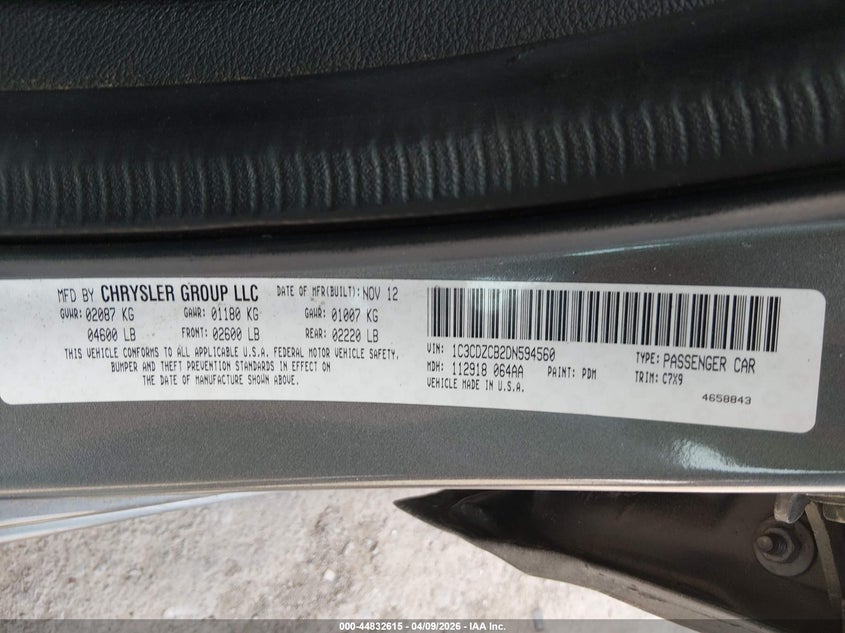 MFD BY CHRYSLER GROUP LLC DATE OF MFR(BUILT): NOV 12
GVWR: 02087 KG GAWR: 01180 KG GAWR: 01007 KG
04600 LB FRONT: 02600 LB REAR: 02220 LB
THIS VEHICLE CONFORMS TO APPLICABLE U.S.A. FEDERAL MOTOR VEHICLE SAFETY,
BUMPER AND THEFT PREVENTION STANDARDS IN EFFECT ON
THE DATE OF MANUFACTURE SHOWN ABOVE.
VIN: 1C3CDZCB2DN594560 TYPE: PASSENGER CAR
MDH: 112918 064AA PAINT: PDM TRIM: C7X9
VEHICLE MADE IN U.S.A.
4658843
000-44832615 - 04/09/2026 - IAA Inc.